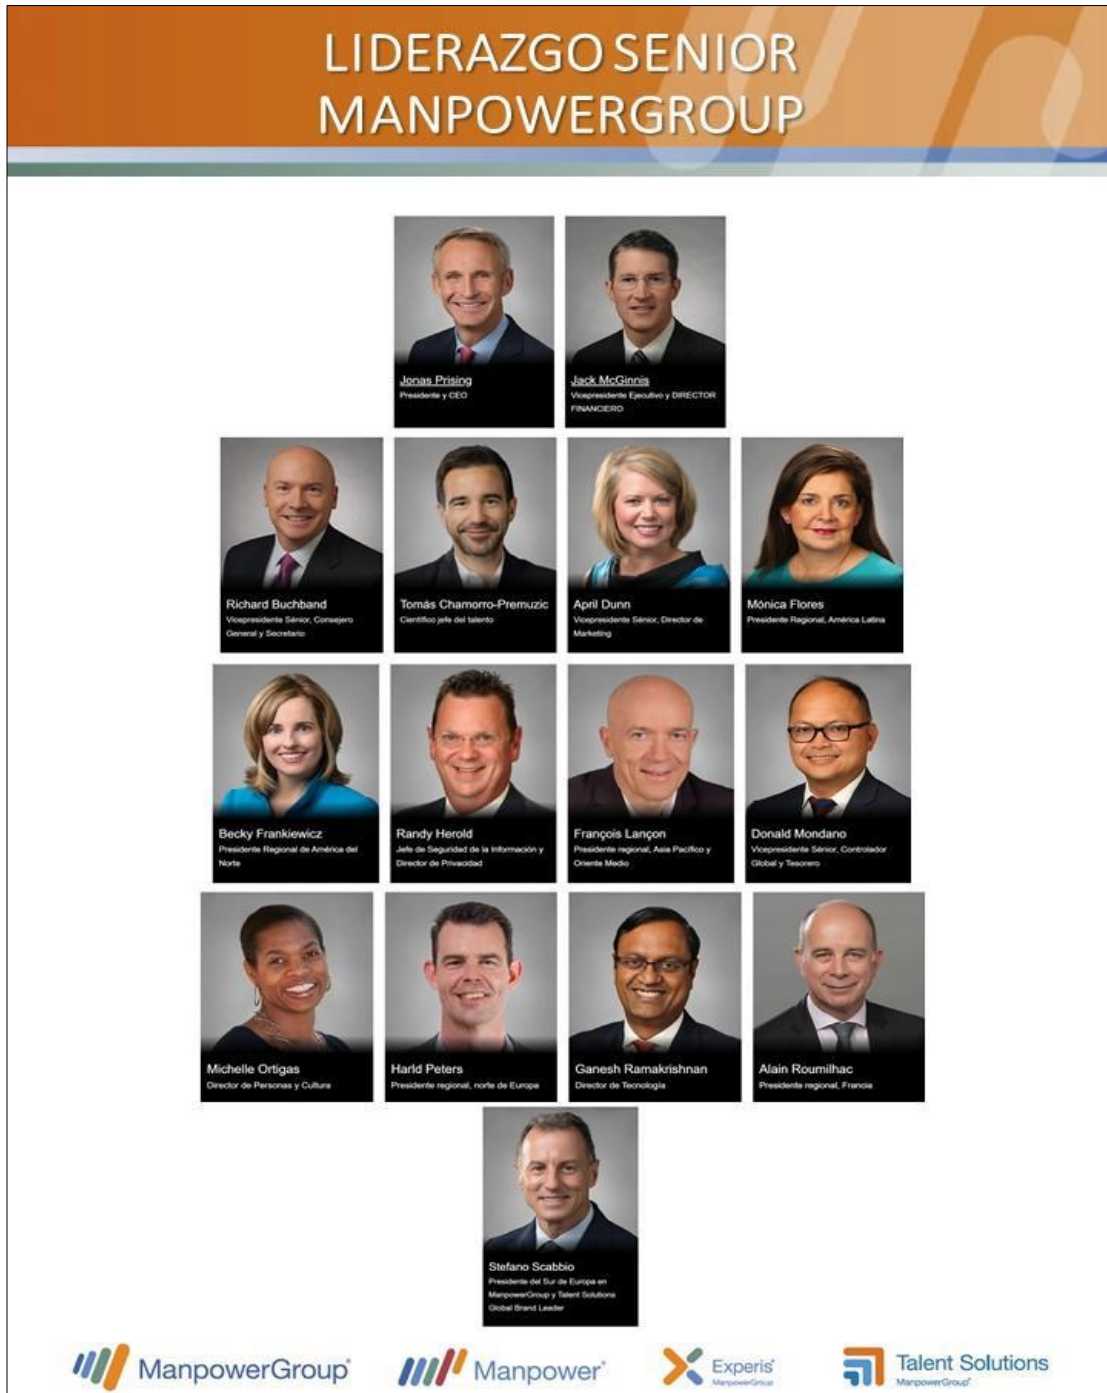 LIDERAZGO SENIOR
MANPOWERGROUP
Jonas Prising
Presidente y CEO
Jack McGinnis
Vicepresidente Ejecutivo y DIRECTOR
FINANCIERO
Richard Buchband
Vicepresidente Sénior, Consejero
General y Secretario
Tomás Chamorro-Premuzic
Científico jefe del talento
April Dunn
Vicepresidente Sénior, Director de
Marketing
Mónica Flores
Presidente Regional, América Latina
Becky Frankiewicz
Presidente Regional de América del
Norte
Randy Herold
Jefe de Seguridad de la Información y
Director de Privacidad
François Lançon
Presidente regional, Asia Pacífico y
Oriente Medio
Donald Mondano
Vicepresidente Sénior, Controlador
Global y Tesorero
Michelle Ortigas
Director de Personas y Cultura
Harld Peters
Presidente regional, norte de Europa
Ganesh Ramakrishnan
Director de Tecnología
Alain Roumilhac
Presidente regional, Francia
Stefano Scabbio
Presidente del Sur de Europa en
ManpowerGroup y Talent Solutions
Global Brand Leader
ManpowerGroup®
Manpower®
Experis®
ManpowerGroup
Talent Solutions
ManpowerGroup®